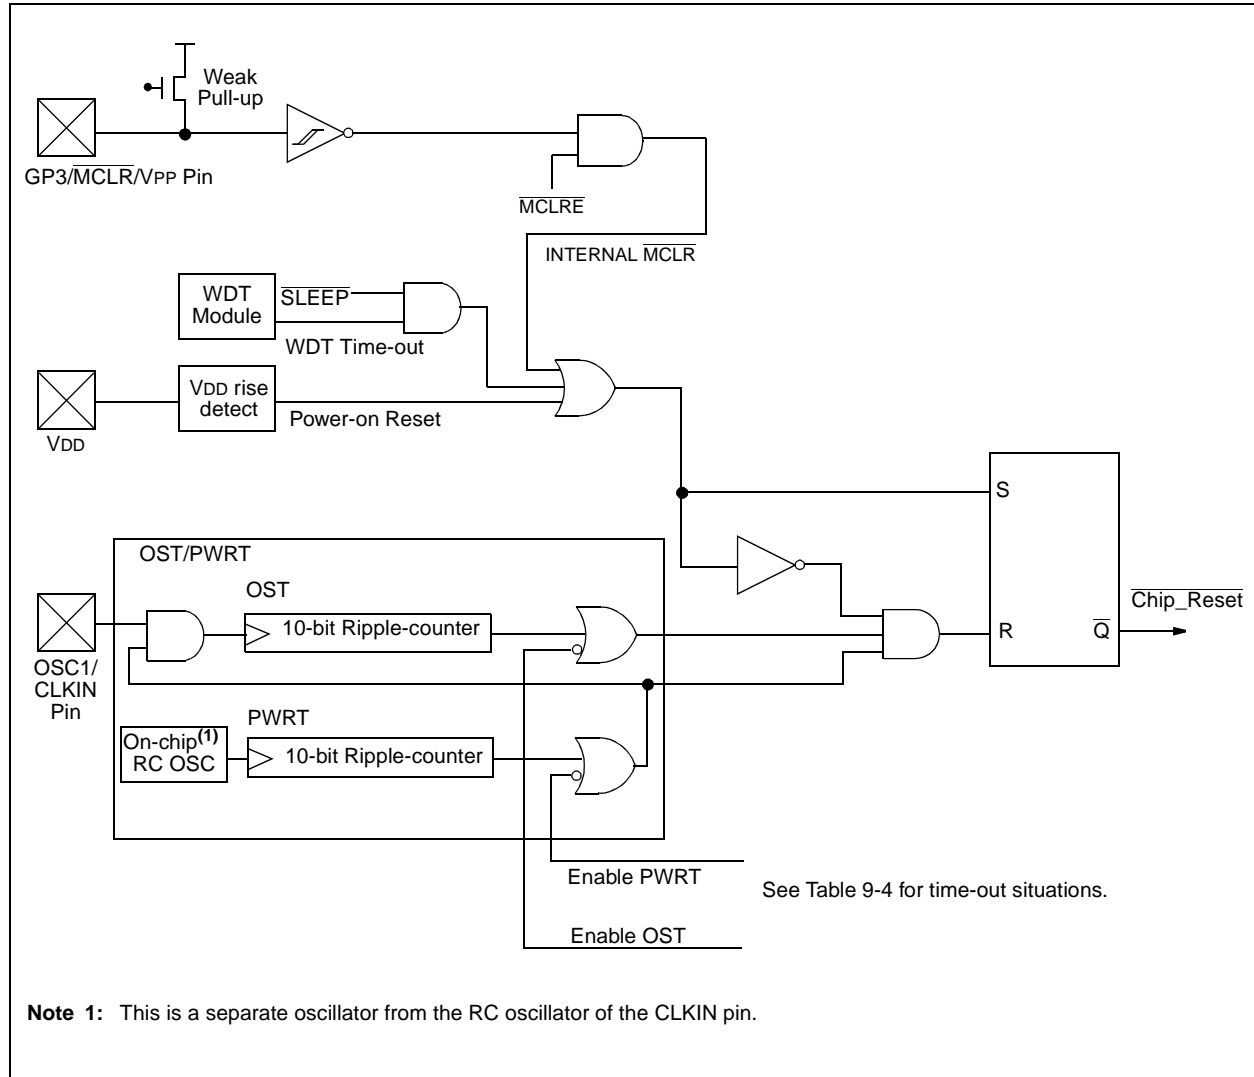 Weak
Pull-up
GP3/MCLR/VPP Pin
MCLRE
INTERNAL MCLR
WDT
Module
SLEEP
WDT Time-out
VDD rise
detect
Power-on Reset
VDD
S
OST/PWRT
OST
10-bit Ripple-counter
Chip_Reset
R
Q
OSC1/
CLKIN
Pin
PWRT
On-chip(1)
RC OSC
10-bit Ripple-counter
Enable PWRT
See Table 9-4 for time-out situations.
Enable OST
Note 1: This is a separate oscillator from the RC oscillator of the CLKIN pin.